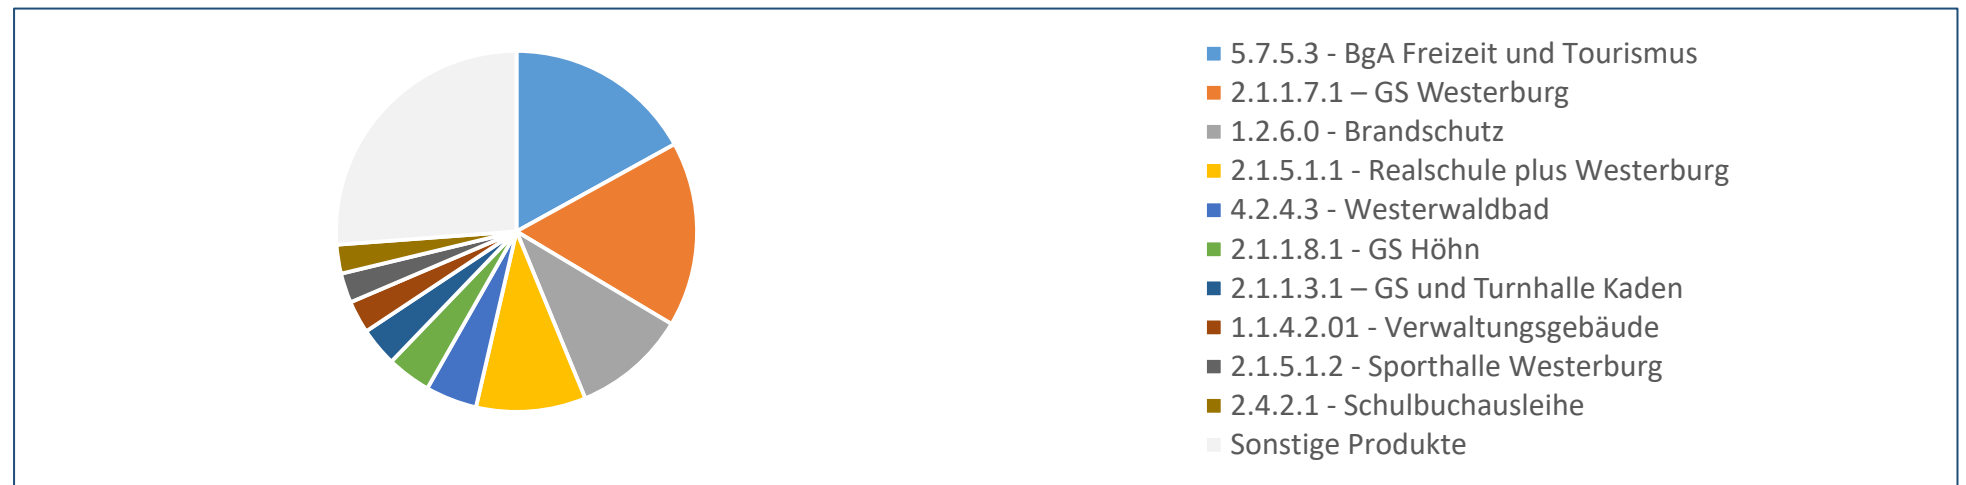 5.7.5.3 - BgA Freizeit und Tourismus
2.1.1.7.1 – GS Westerburg
1.2.6.0 - Brandschutz
2.1.5.1.1 - Realschule plus Westerburg
4.2.4.3 - Westerwaldbad
2.1.1.8.1 - GS Höhn
2.1.1.3.1 – GS und Turnhalle Kaden
1.1.4.2.01 - Verwaltungsgebäude
2.1.5.1.2 - Sporthalle Westerburg
2.4.2.1 - Schulbuchausleihe
Sonstige Produkte